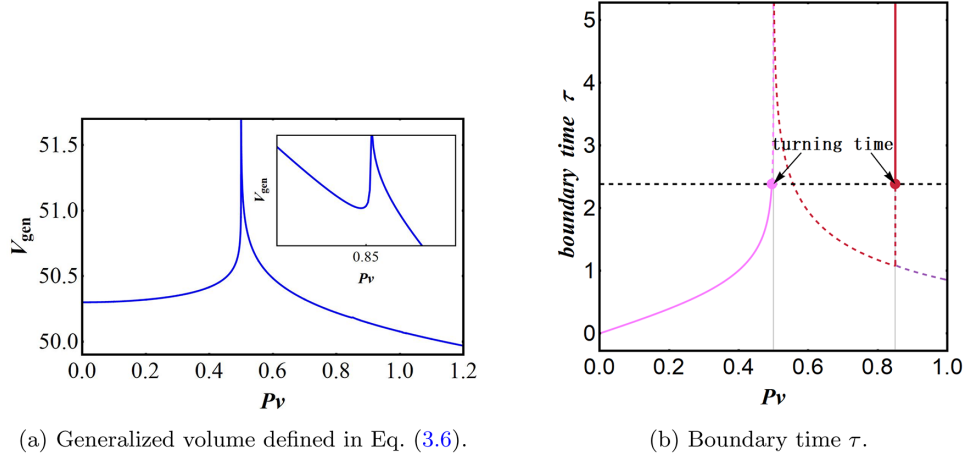 51.5
51.0
50.5
50.0
V_gen
0.0 0.2 0.4 0.6 0.8 1.0 1.2
Pv
V_gen
0.85
Pv
(a) Generalized volume defined in Eq. (3.6).
5
4
3
2
1
0
boundary time τ
turning time
0.0 0.2 0.4 0.6 0.8 1.0
Pv
(b) Boundary time τ.